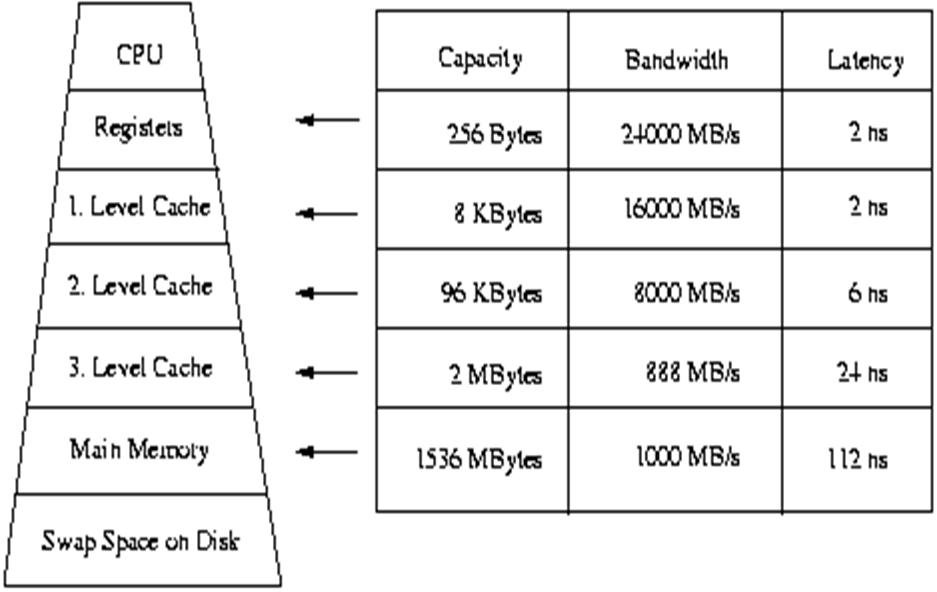 CPU
Registers
1. Level Cache
2. Level Cache
3. Level Cache
Main Memory
Swap Space on Disk
Capacity Bandwidth Latency
256 Bytes 24000 MB/s 2 ns
8 KBytes 16000 MB/s 2 ns
96 KBytes 8000 MB/s 6 ns
2 MBytes 888 MB/s 24 ns
1536 MBytes 1000 MB/s 112 ns